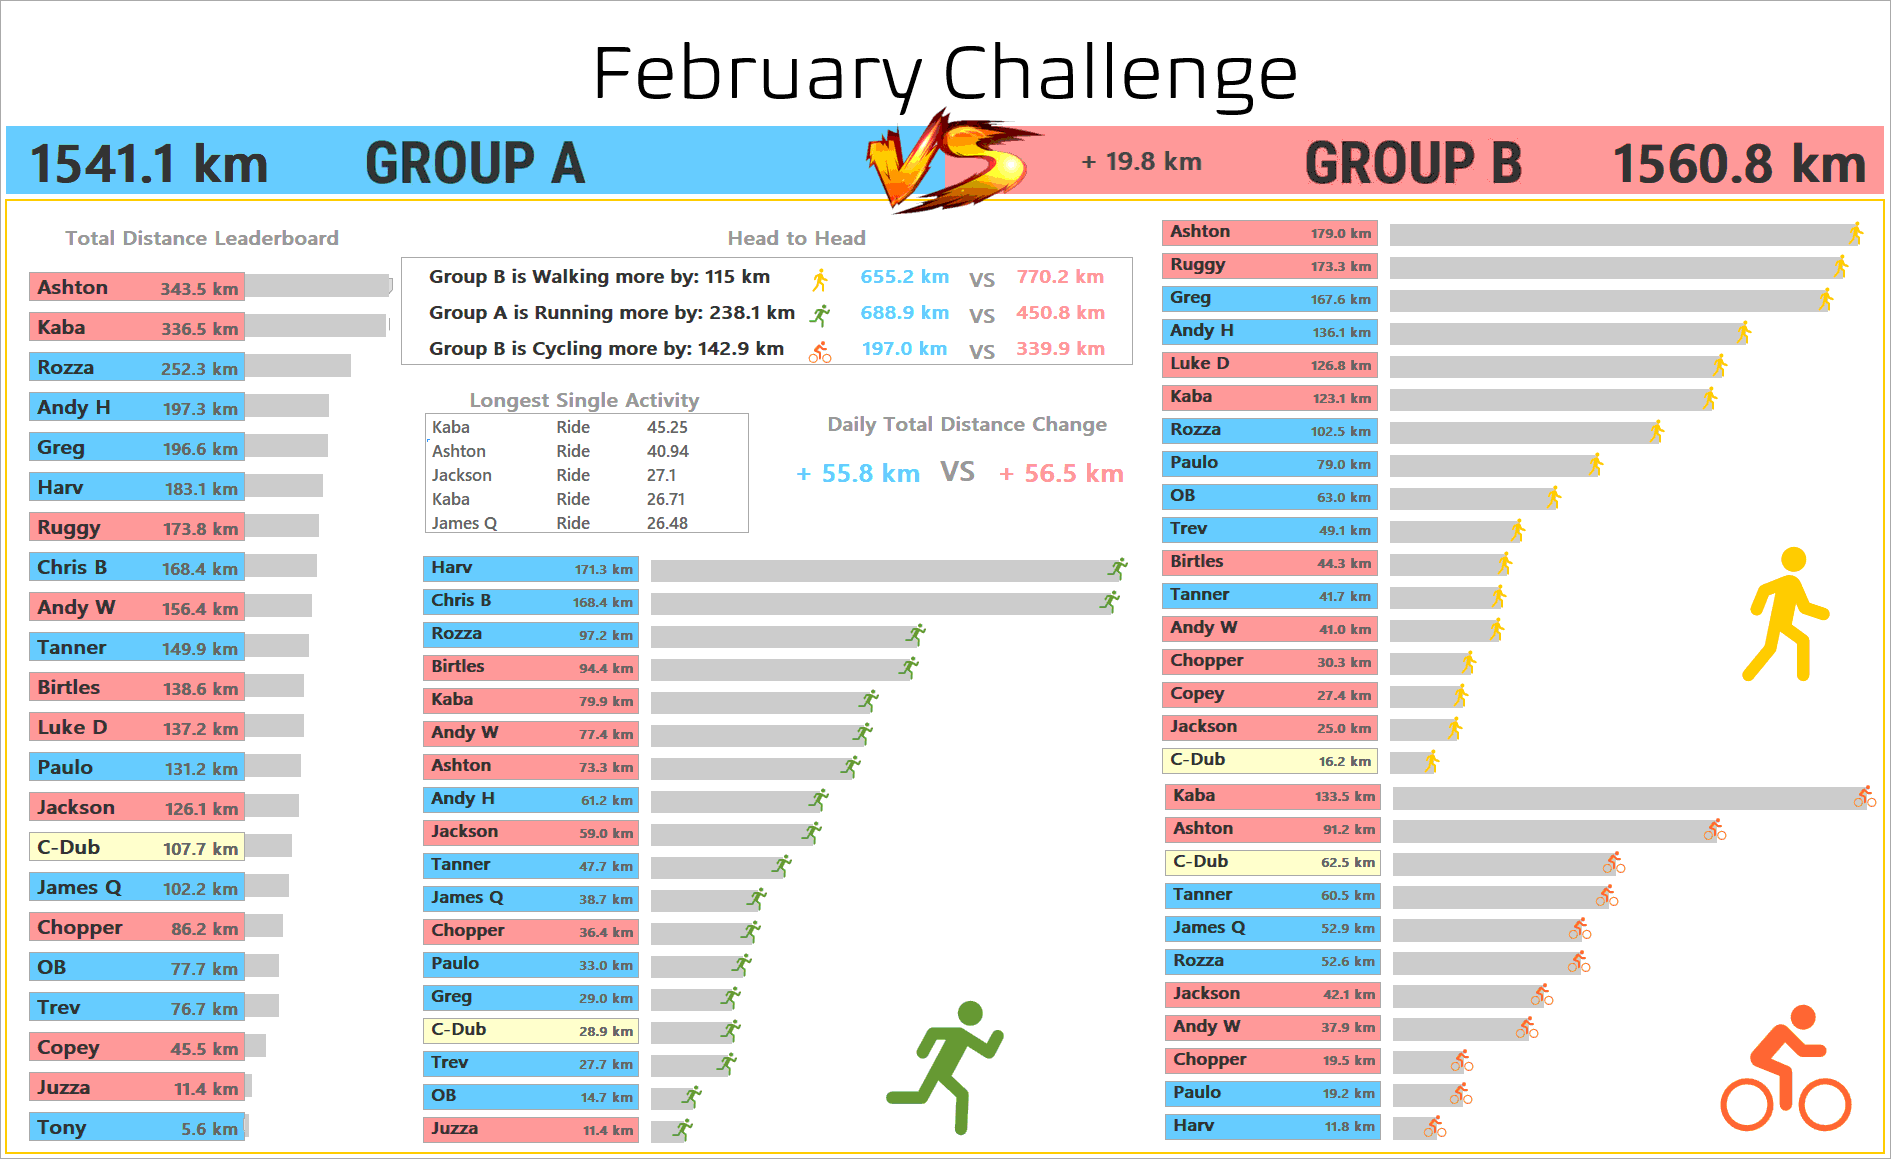 February Challenge
1541.1 km GROUP A VS + 19.8 km GROUP B 1560.8 km
Total Distance Leaderboard
Ashton 343.5 km
Kaba 336.5 km
Rozza 252.3 km
Andy H 197.3 km
Greg 196.6 km
Harv 183.1 km
Ruggy 173.8 km
Chris B 168.4 km
Andy W 156.4 km
Tanner 149.9 km
Birtles 138.6 km
Luke D 137.2 km
Paulo 131.2 km
Jackson 126.1 km
C-Dub 107.7 km
James Q 102.2 km
Chopper 86.2 km
OB 77.7 km
Trev 76.7 km
Copey 45.5 km
Juzza 11.4 km
Tony 5.6 km
Head to Head
Group B is Walking more by: 115 km 655.2 km VS 770.2 km
Group A is Running more by: 238.1 km 688.9 km VS 450.8 km
Group B is Cycling more by: 142.9 km 197.0 km VS 339.9 km
Longest Single Activity
Kaba Ride 45.25
Ashton Ride 40.94
Jackson Ride 27.1
Kaba Ride 26.71
James Q Ride 26.48
Daily Total Distance Change
+ 55.8 km VS + 56.5 km
Harv 171.3 km
Chris B 168.4 km
Rozza 97.2 km
Birtles 94.4 km
Kaba 79.9 km
Andy W 77.4 km
Ashton 73.3 km
Andy H 61.2 km
Jackson 59.0 km
Tanner 47.7 km
James Q 38.7 km
Chopper 36.4 km
Paulo 33.0 km
Greg 29.0 km
C-Dub 28.9 km
Trev 27.7 km
OB 14.7 km
Juzza 11.4 km
Ashton 179.0 km
Ruggy 173.3 km
Greg 167.6 km
Andy H 136.1 km
Luke D 126.8 km
Kaba 123.1 km
Rozza 102.5 km
Paulo 79.0 km
OB 63.0 km
Trev 49.1 km
Birtles 44.3 km
Tanner 41.7 km
Andy W 41.0 km
Chopper 30.3 km
Copey 27.4 km
Jackson 25.0 km
C-Dub 16.2 km
Kaba 133.5 km
Ashton 91.2 km
C-Dub 62.5 km
Tanner 60.5 km
James Q 52.9 km
Rozza 52.6 km
Jackson 42.1 km
Andy W 37.9 km
Chopper 19.5 km
Paulo 19.2 km
Harv 11.8 km